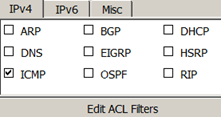 IPv4 IPv6 Misc
ARP BGP DHCP
DNS EIGRP HSRP
ICMP OSPF RIP
Edit ACL Filters